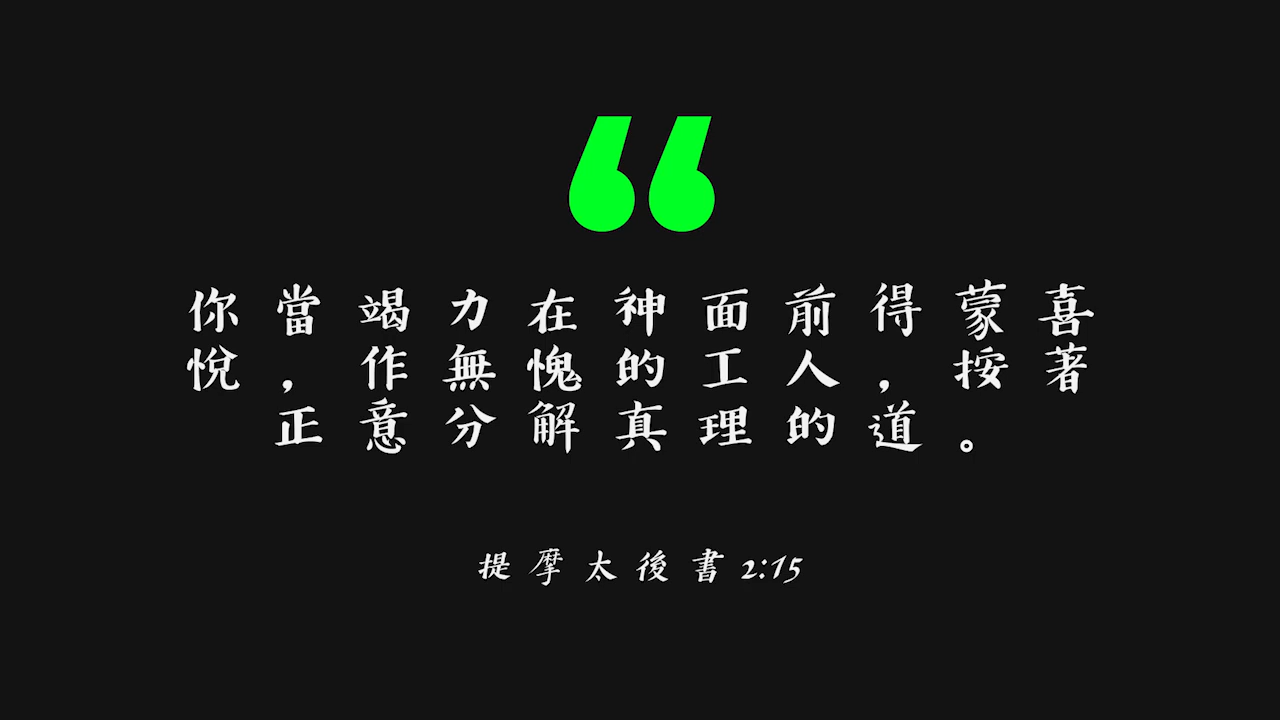 “
你當竭力在神面前得蒙喜
悅，作無愧的工人，按著
正意分解真理的道。
提摩太後書 2:15